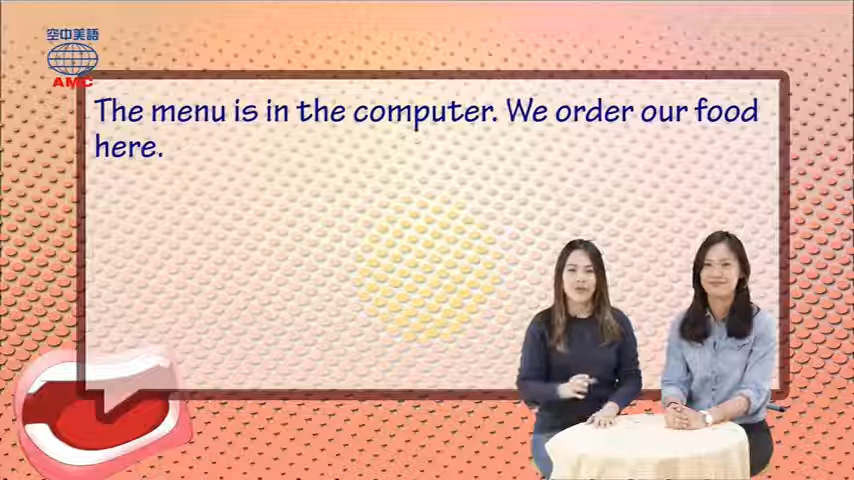 空中美語
AMC
The menu is in the computer. We order our food
here.